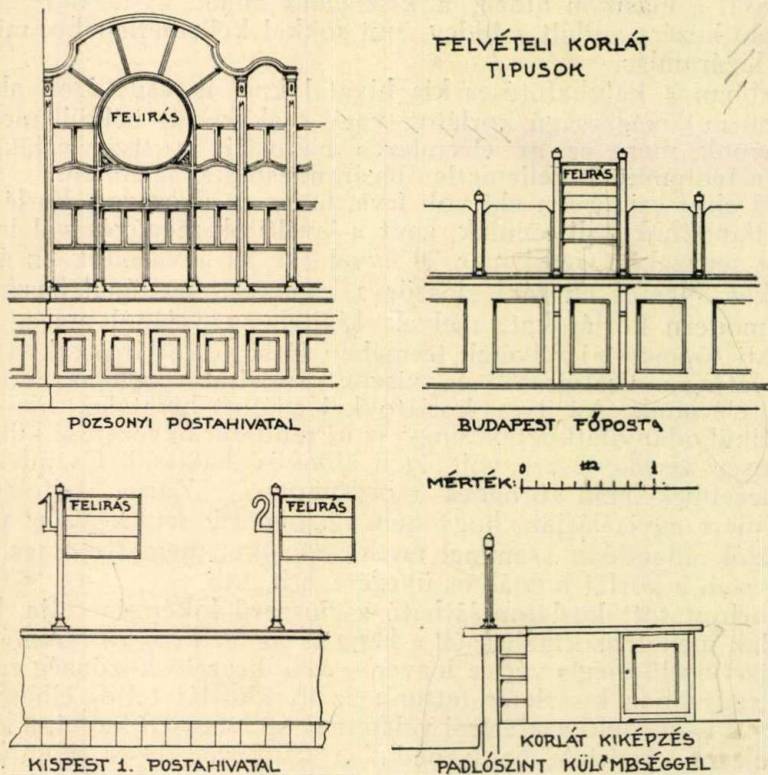 FELVÉTELI KORLÁT
TIPUSOK
FELIRÁS
FELIRÁS
POZSONYI POSTAHIVATAL
BUDAPEST FŐPOSTA
MÉRTÉK: 0 1
1 FELIRÁS
2 FELIRÁS
KISPEST 1. POSTAHIVATAL
KORLÁT KIKÉPZÉS
PADLÓSZINT KÜLÖMBSÉGGEL